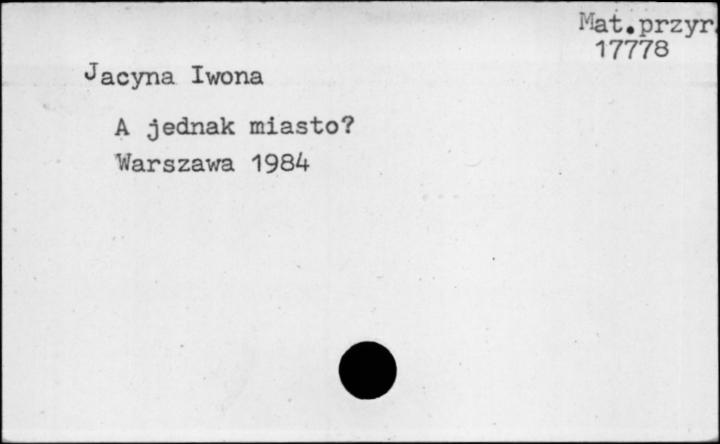 Mat.przyr.
17778
Jacyna Iwona
A jednak miasto?
Warszawa 1984